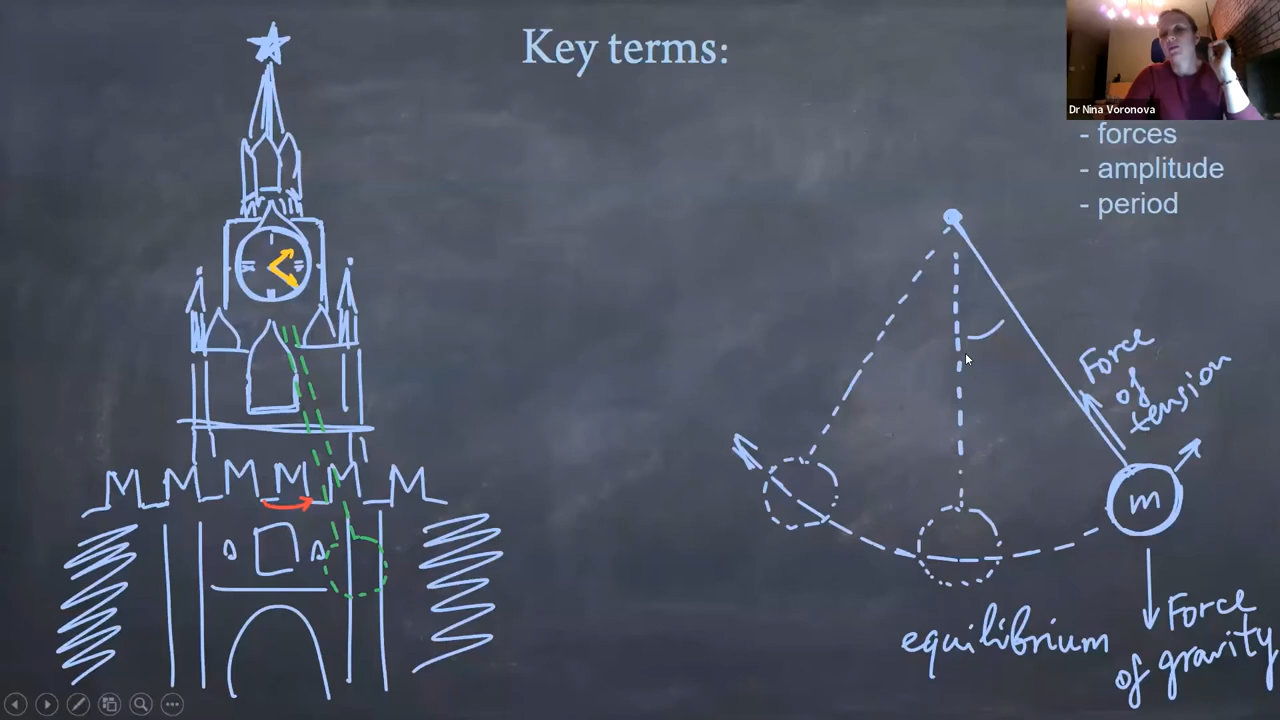 Key terms:
Dr Nina Voronova
- forces
- amplitude
- period
Force
of
tension
m
equilibrium
Force
of gravity